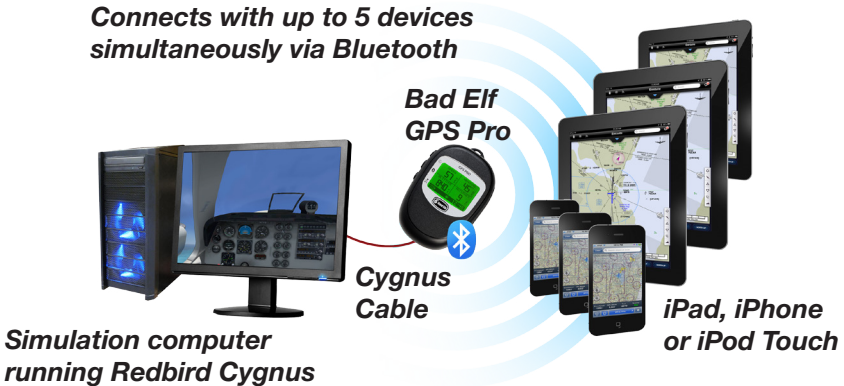 Connects with up to 5 devices
simultaneously via Bluetooth
Bad Elf
GPS Pro
Cygnus
Cable
Simulation computer
running Redbird Cygnus
iPad, iPhone
or iPod Touch